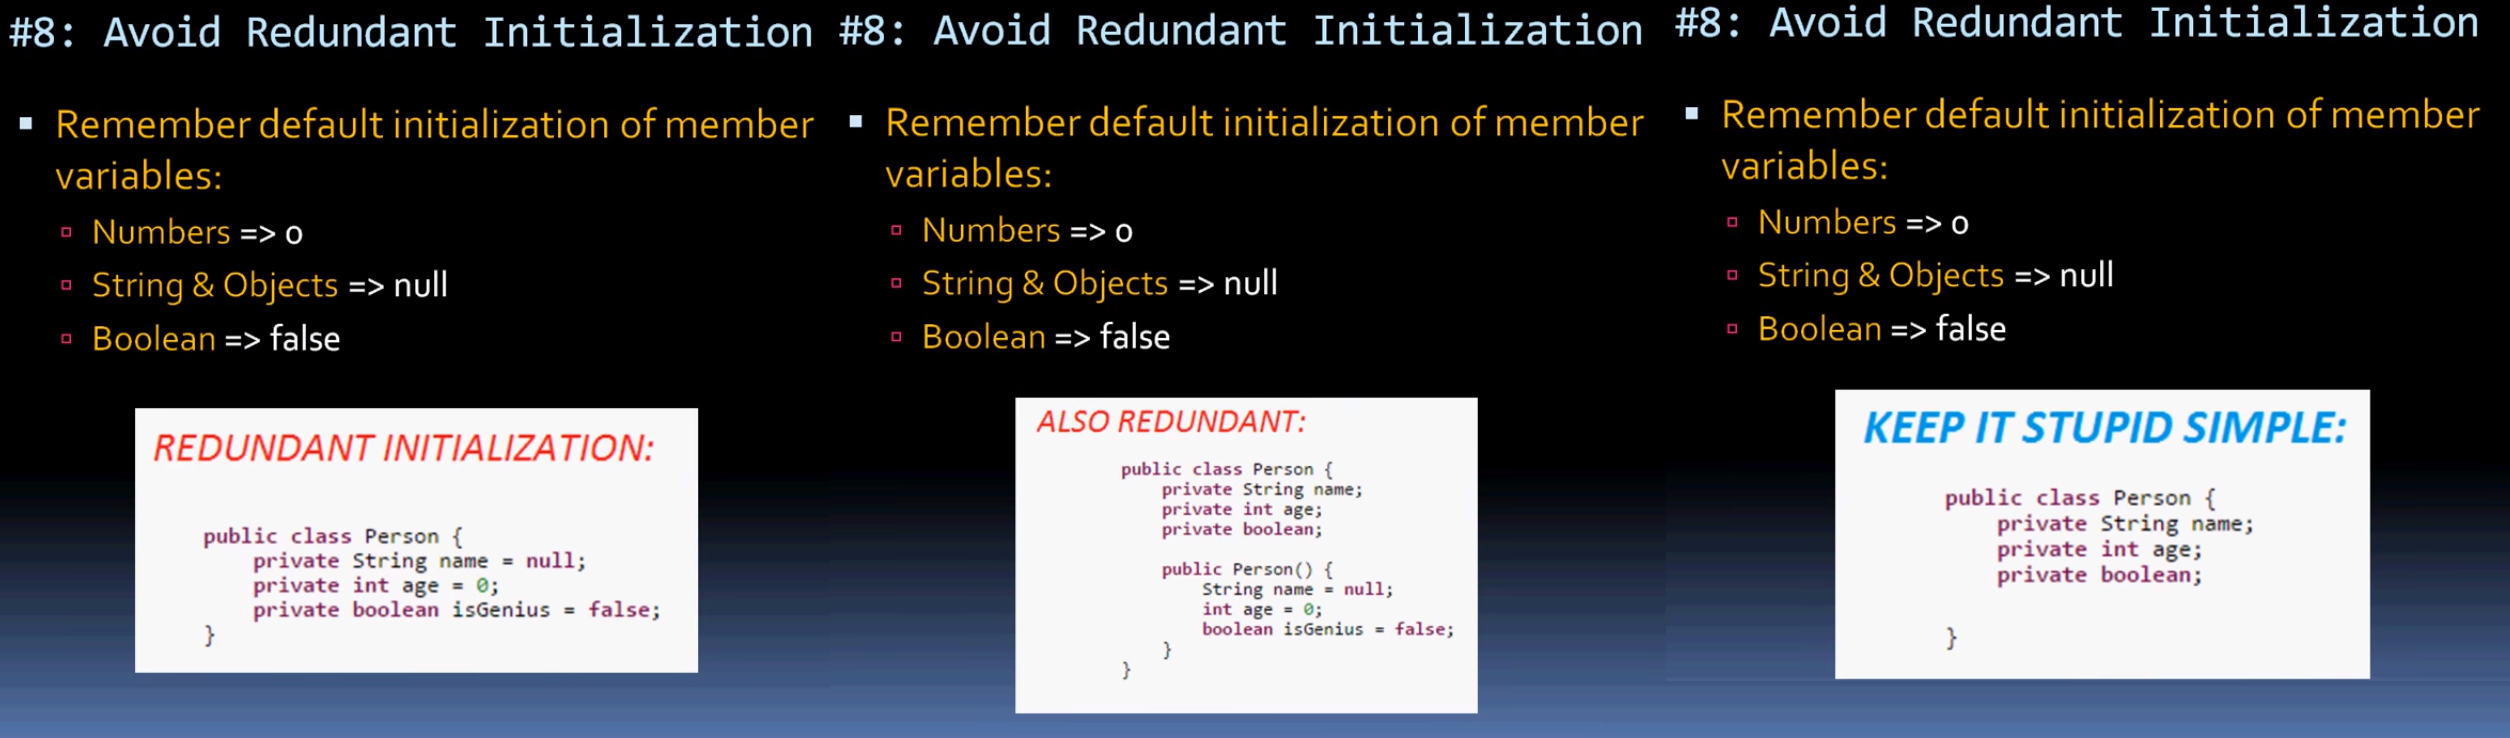 #8: Avoid Redundant Initialization
Remember default initialization of member
variables:
Numbers => 0
String & Objects => null
Boolean => false
REDUNDANT INITIALIZATION:
public class Person {
private String name = null;
private int age = 0;
private boolean isGenius = false;
}
#8: Avoid Redundant Initialization
Remember default initialization of member
variables:
Numbers => 0
String & Objects => null
Boolean => false
ALSO REDUNDANT:
public class Person {
private String name;
private int age;
private boolean;
public Person() {
String name = null;
int age = 0;
boolean isGenius = false;
}
}
#8: Avoid Redundant Initialization
Remember default initialization of member
variables:
Numbers => 0
String & Objects => null
Boolean => false
KEEP IT STUPID SIMPLE:
public class Person {
private String name;
private int age;
private boolean;
}